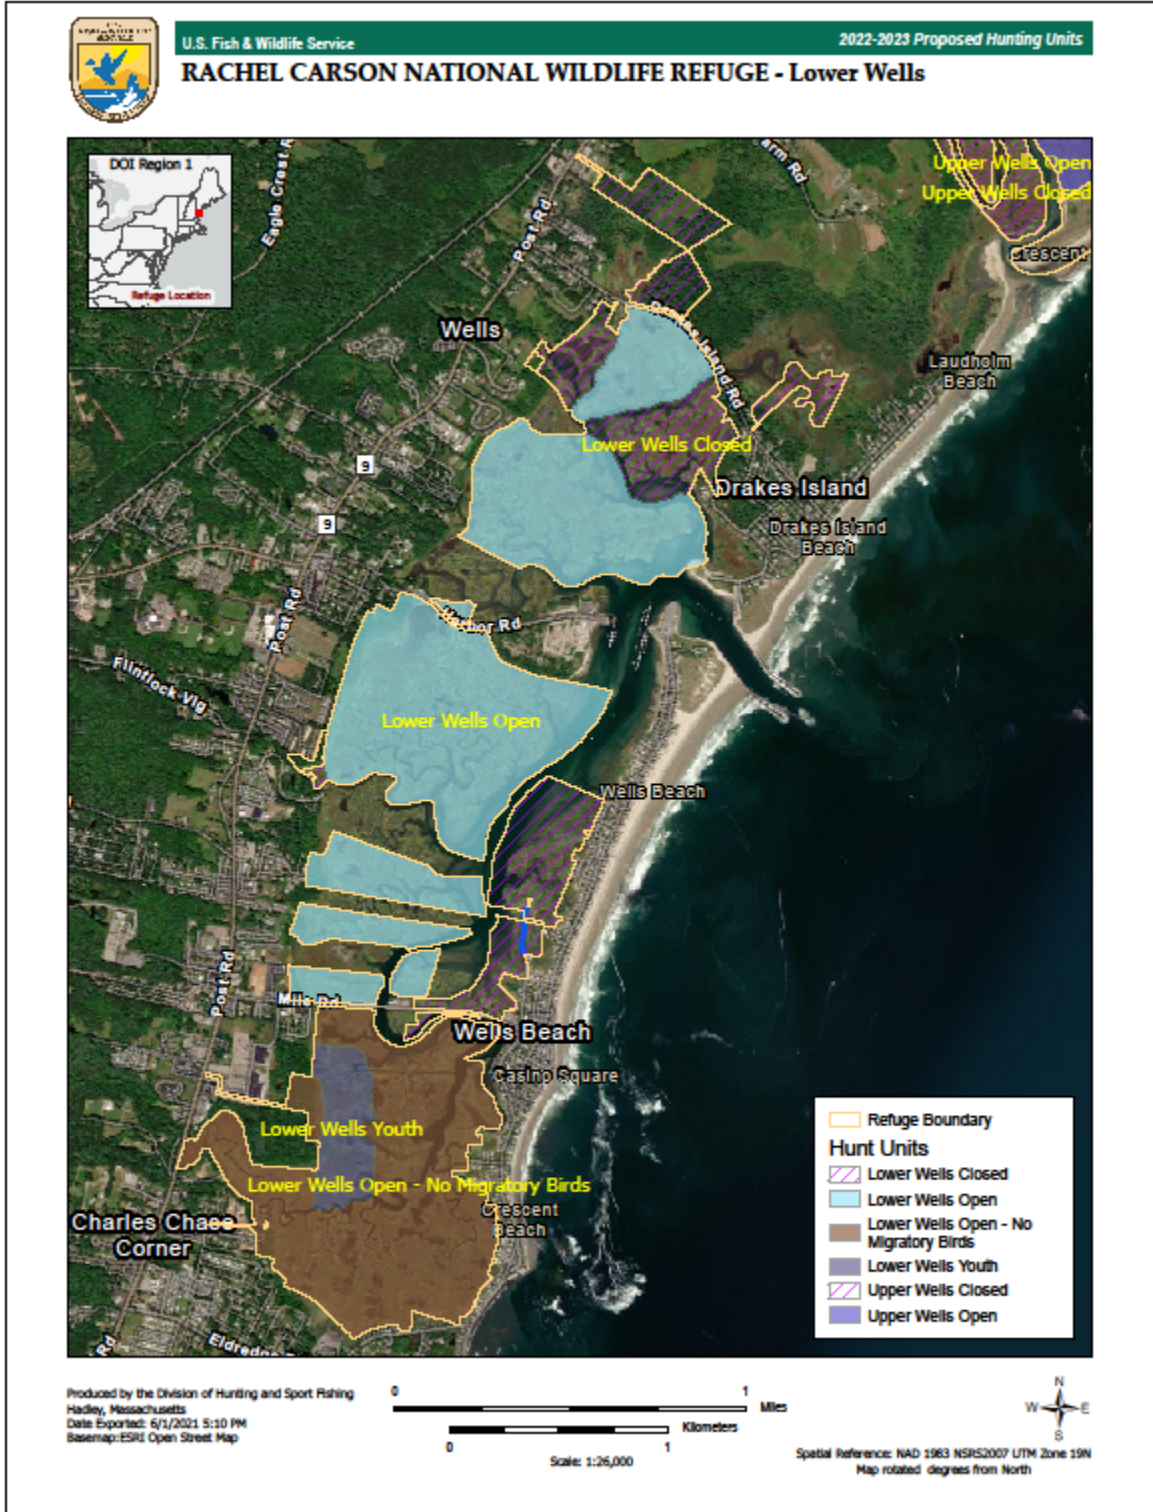 U.S. Fish & Wildlife Service
2022-2023 Proposed Hunting Units
RACHEL CARSON NATIONAL WILDLIFE REFUGE - Lower Wells
DOI Region 1
Refuge Location
Eagle Crest R
Post Rd
arm Rd
Upper Wells Open
Upper Wells Closed
Crescent
Wells
Drakes Island Rd
Laudholm
Beach
Lower Wells Closed
9
Drakes Island
9
Drakes Island
Beach
Post Rd
Harbor Rd
Flintlock Vlg
Lower Wells Open
Wells Beach
Post Rd
Mile Rd
Wells Beach
Casino Square
Lower Wells Youth
Lower Wells Open - No Migratory Birds
Crescent
Beach
Charles Chase
Corner
Rd
Eldredge
Refuge Boundary
Hunt Units
Lower Wells Closed
Lower Wells Open
Lower Wells Open - No
Migratory Birds
Lower Wells Youth
Upper Wells Closed
Upper Wells Open
Produced by the Division of Hunting and Sport Fishing
Hadley, Massachusetts
Date Exported: 6/1/2021 5:10 PM
Basemap:ESRI Open Street Map
0 1
Miles
Kilometers
0 1
Scale: 1:26,000
N
W E
S
Spatial Reference: NAD 1983 NSRS2007 UTM Zone 19N
Map rotated degrees from North